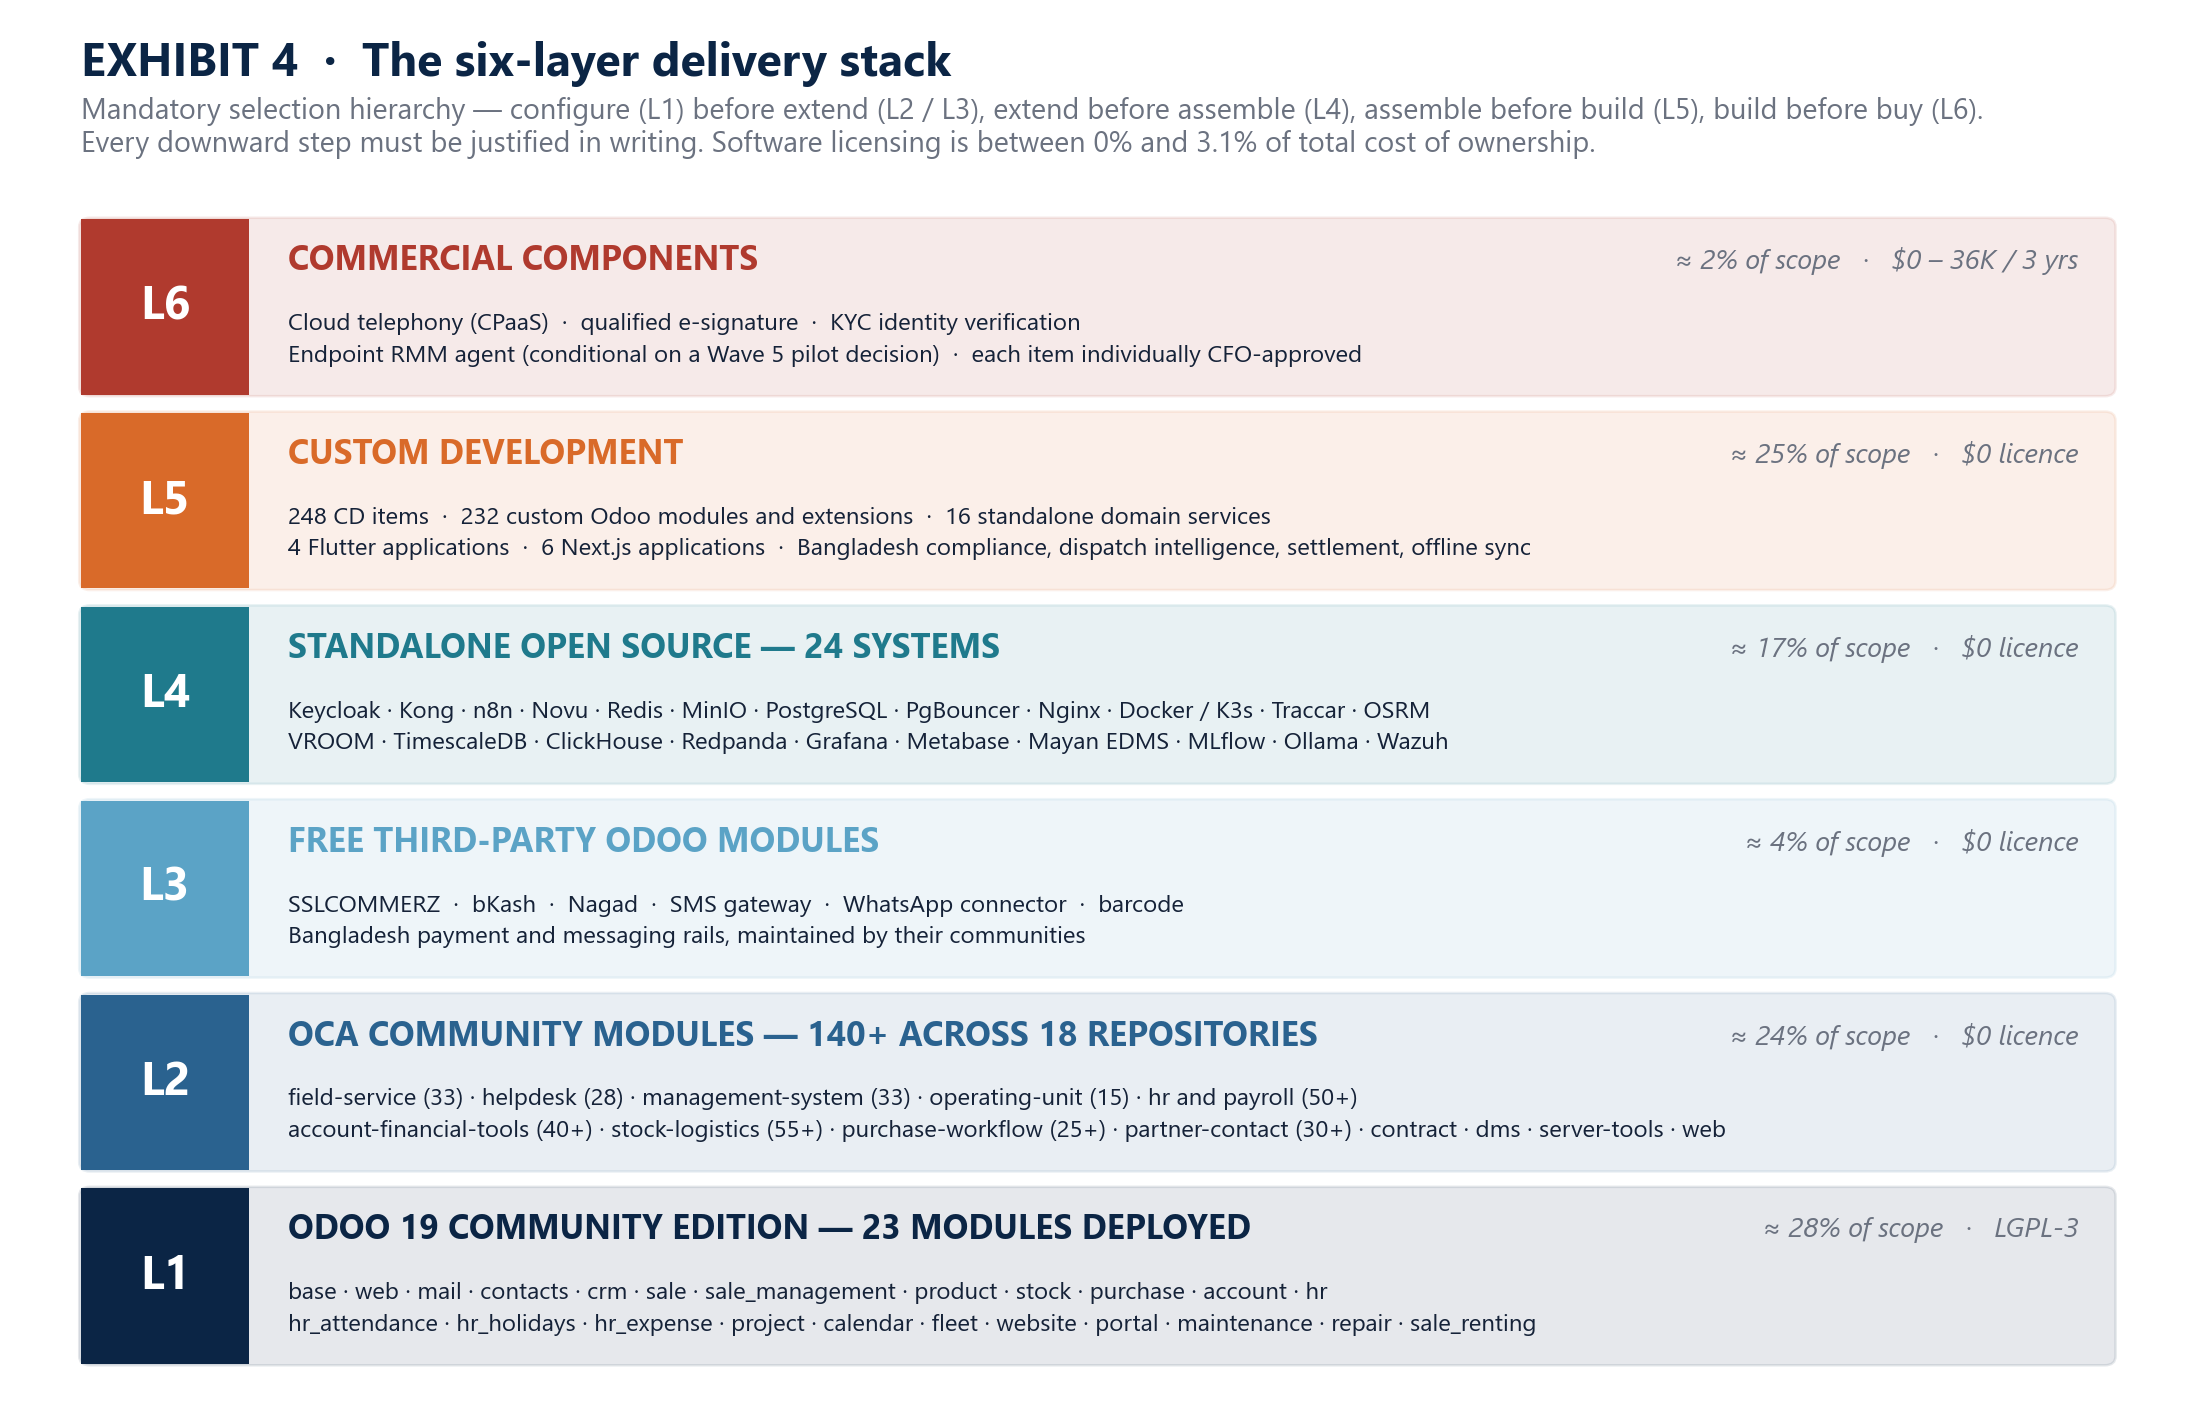 EXHIBIT 4 · The six-layer delivery stack
Mandatory selection hierarchy — configure (L1) before extend (L2 / L3), extend before assemble (L4), assemble before build (L5), build before buy (L6).
Every downward step must be justified in writing. Software licensing is between 0% and 3.1% of total cost of ownership.
L6
COMMERCIAL COMPONENTS
≈ 2% of scope · $0 – 36K / 3 yrs
Cloud telephony (CPaaS) · qualified e-signature · KYC identity verification
Endpoint RMM agent (conditional on a Wave 5 pilot decision) · each item individually CFO-approved
L5
CUSTOM DEVELOPMENT
≈ 25% of scope · $0 licence
248 CD items · 232 custom Odoo modules and extensions · 16 standalone domain services
4 Flutter applications · 6 Next.js applications · Bangladesh compliance, dispatch intelligence, settlement, offline sync
L4
STANDALONE OPEN SOURCE — 24 SYSTEMS
≈ 17% of scope · $0 licence
Keycloak · Kong · n8n · Novu · Redis · MinIO · PostgreSQL · PgBouncer · Nginx · Docker / K3s · Traccar · OSRM
VROOM · TimescaleDB · ClickHouse · Redpanda · Grafana · Metabase · Mayan EDMS · MLflow · Ollama · Wazuh
L3
FREE THIRD-PARTY ODOO MODULES
≈ 4% of scope · $0 licence
SSLCOMMERZ · bKash · Nagad · SMS gateway · WhatsApp connector · barcode
Bangladesh payment and messaging rails, maintained by their communities
L2
OCA COMMUNITY MODULES — 140+ ACROSS 18 REPOSITORIES
≈ 24% of scope · $0 licence
field-service (33) · helpdesk (28) · management-system (33) · operating-unit (15) · hr and payroll (50+)
account-financial-tools (40+) · stock-logistics (55+) · purchase-workflow (25+) · partner-contact (30+) · contract · dms · server-tools · web
L1
ODOO 19 COMMUNITY EDITION — 23 MODULES DEPLOYED
≈ 28% of scope · LGPL-3
base · web · mail · contacts · crm · sale · sale_management · product · stock · purchase · account · hr
hr_attendance · hr_holidays · hr_expense · project · calendar · fleet · website · portal · maintenance · repair · sale_renting